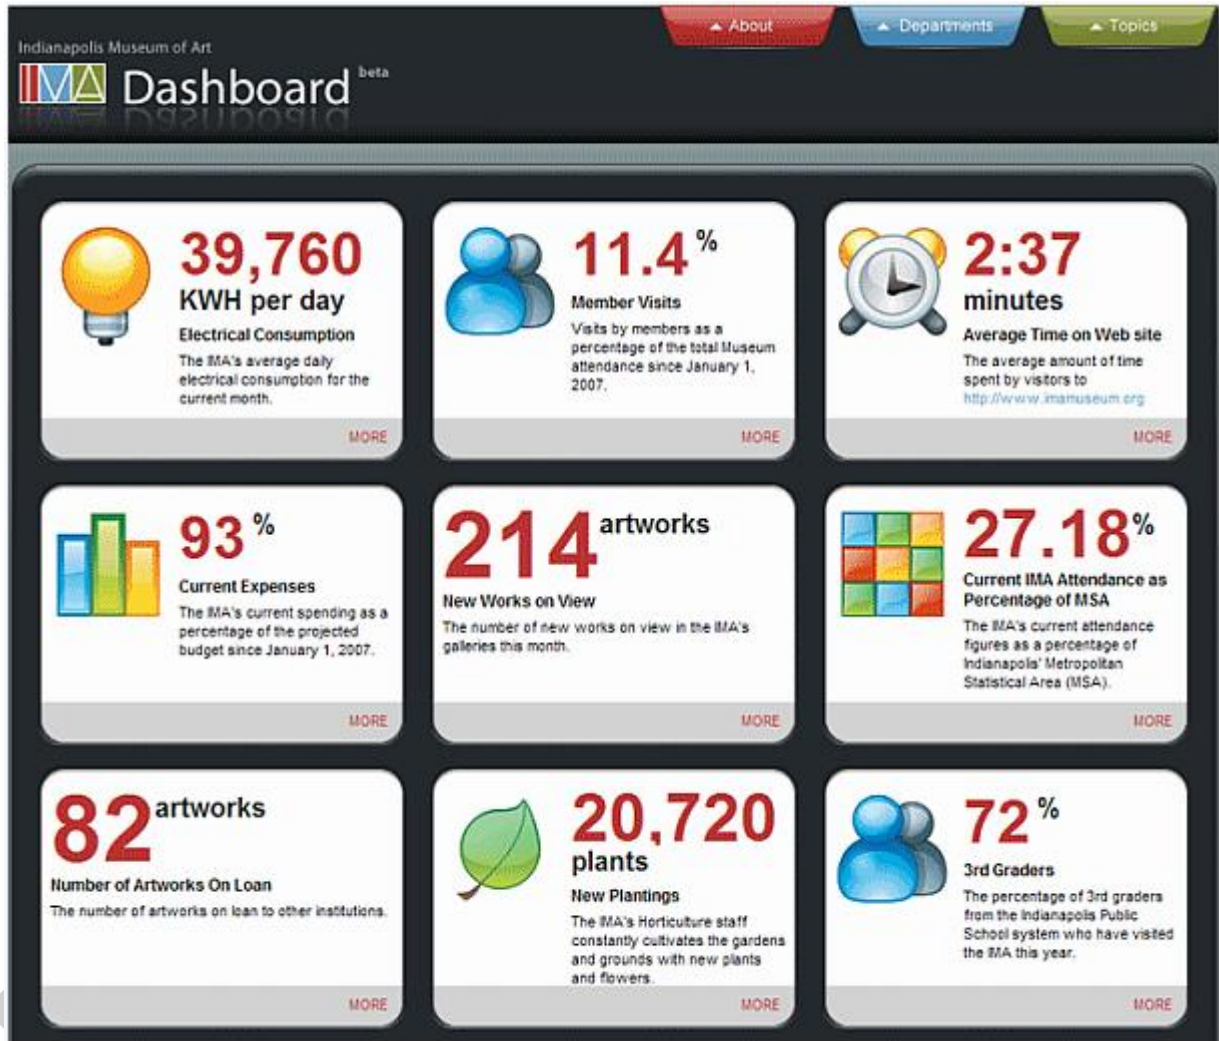 About
Departments
Topics
Indianapolis Museum of Art
IMA Dashboard beta
39,760
KWH per day
Electrical Consumption
The IMA's average daily
electrical consumption for the
current month.
MORE
11.4 %
Member Visits
Visits by members as a
percentage of the total Museum
attendance since January 1,
2007.
MORE
2:37
minutes
Average Time on Web site
The average amount of time
spent by visitors to
http://www.imamuseum.org
MORE
93 %
Current Expenses
The IMA's current spending as a
percentage of the projected
budget since January 1, 2007.
MORE
214 artworks
New Works on View
The number of new works on view in the IMA's
galleries this month.
MORE
27.18%
Current IMA Attendance as
Percentage of MSA
The IMA's current attendance
figures as a percentage of
Indianapolis' Metropolitan
Statistical Area (MSA).
MORE
82 artworks
Number of Artworks On Loan
The number of artworks on loan to other institutions.
MORE
20,720
plants
New Plantings
The IMA's Horticulture staff
constantly cultivates the gardens
and grounds with new plants
and flowers.
MORE
72 %
3rd Graders
The percentage of 3rd graders
from the Indianapolis Public
School system who have visited
the IMA this year.
MORE